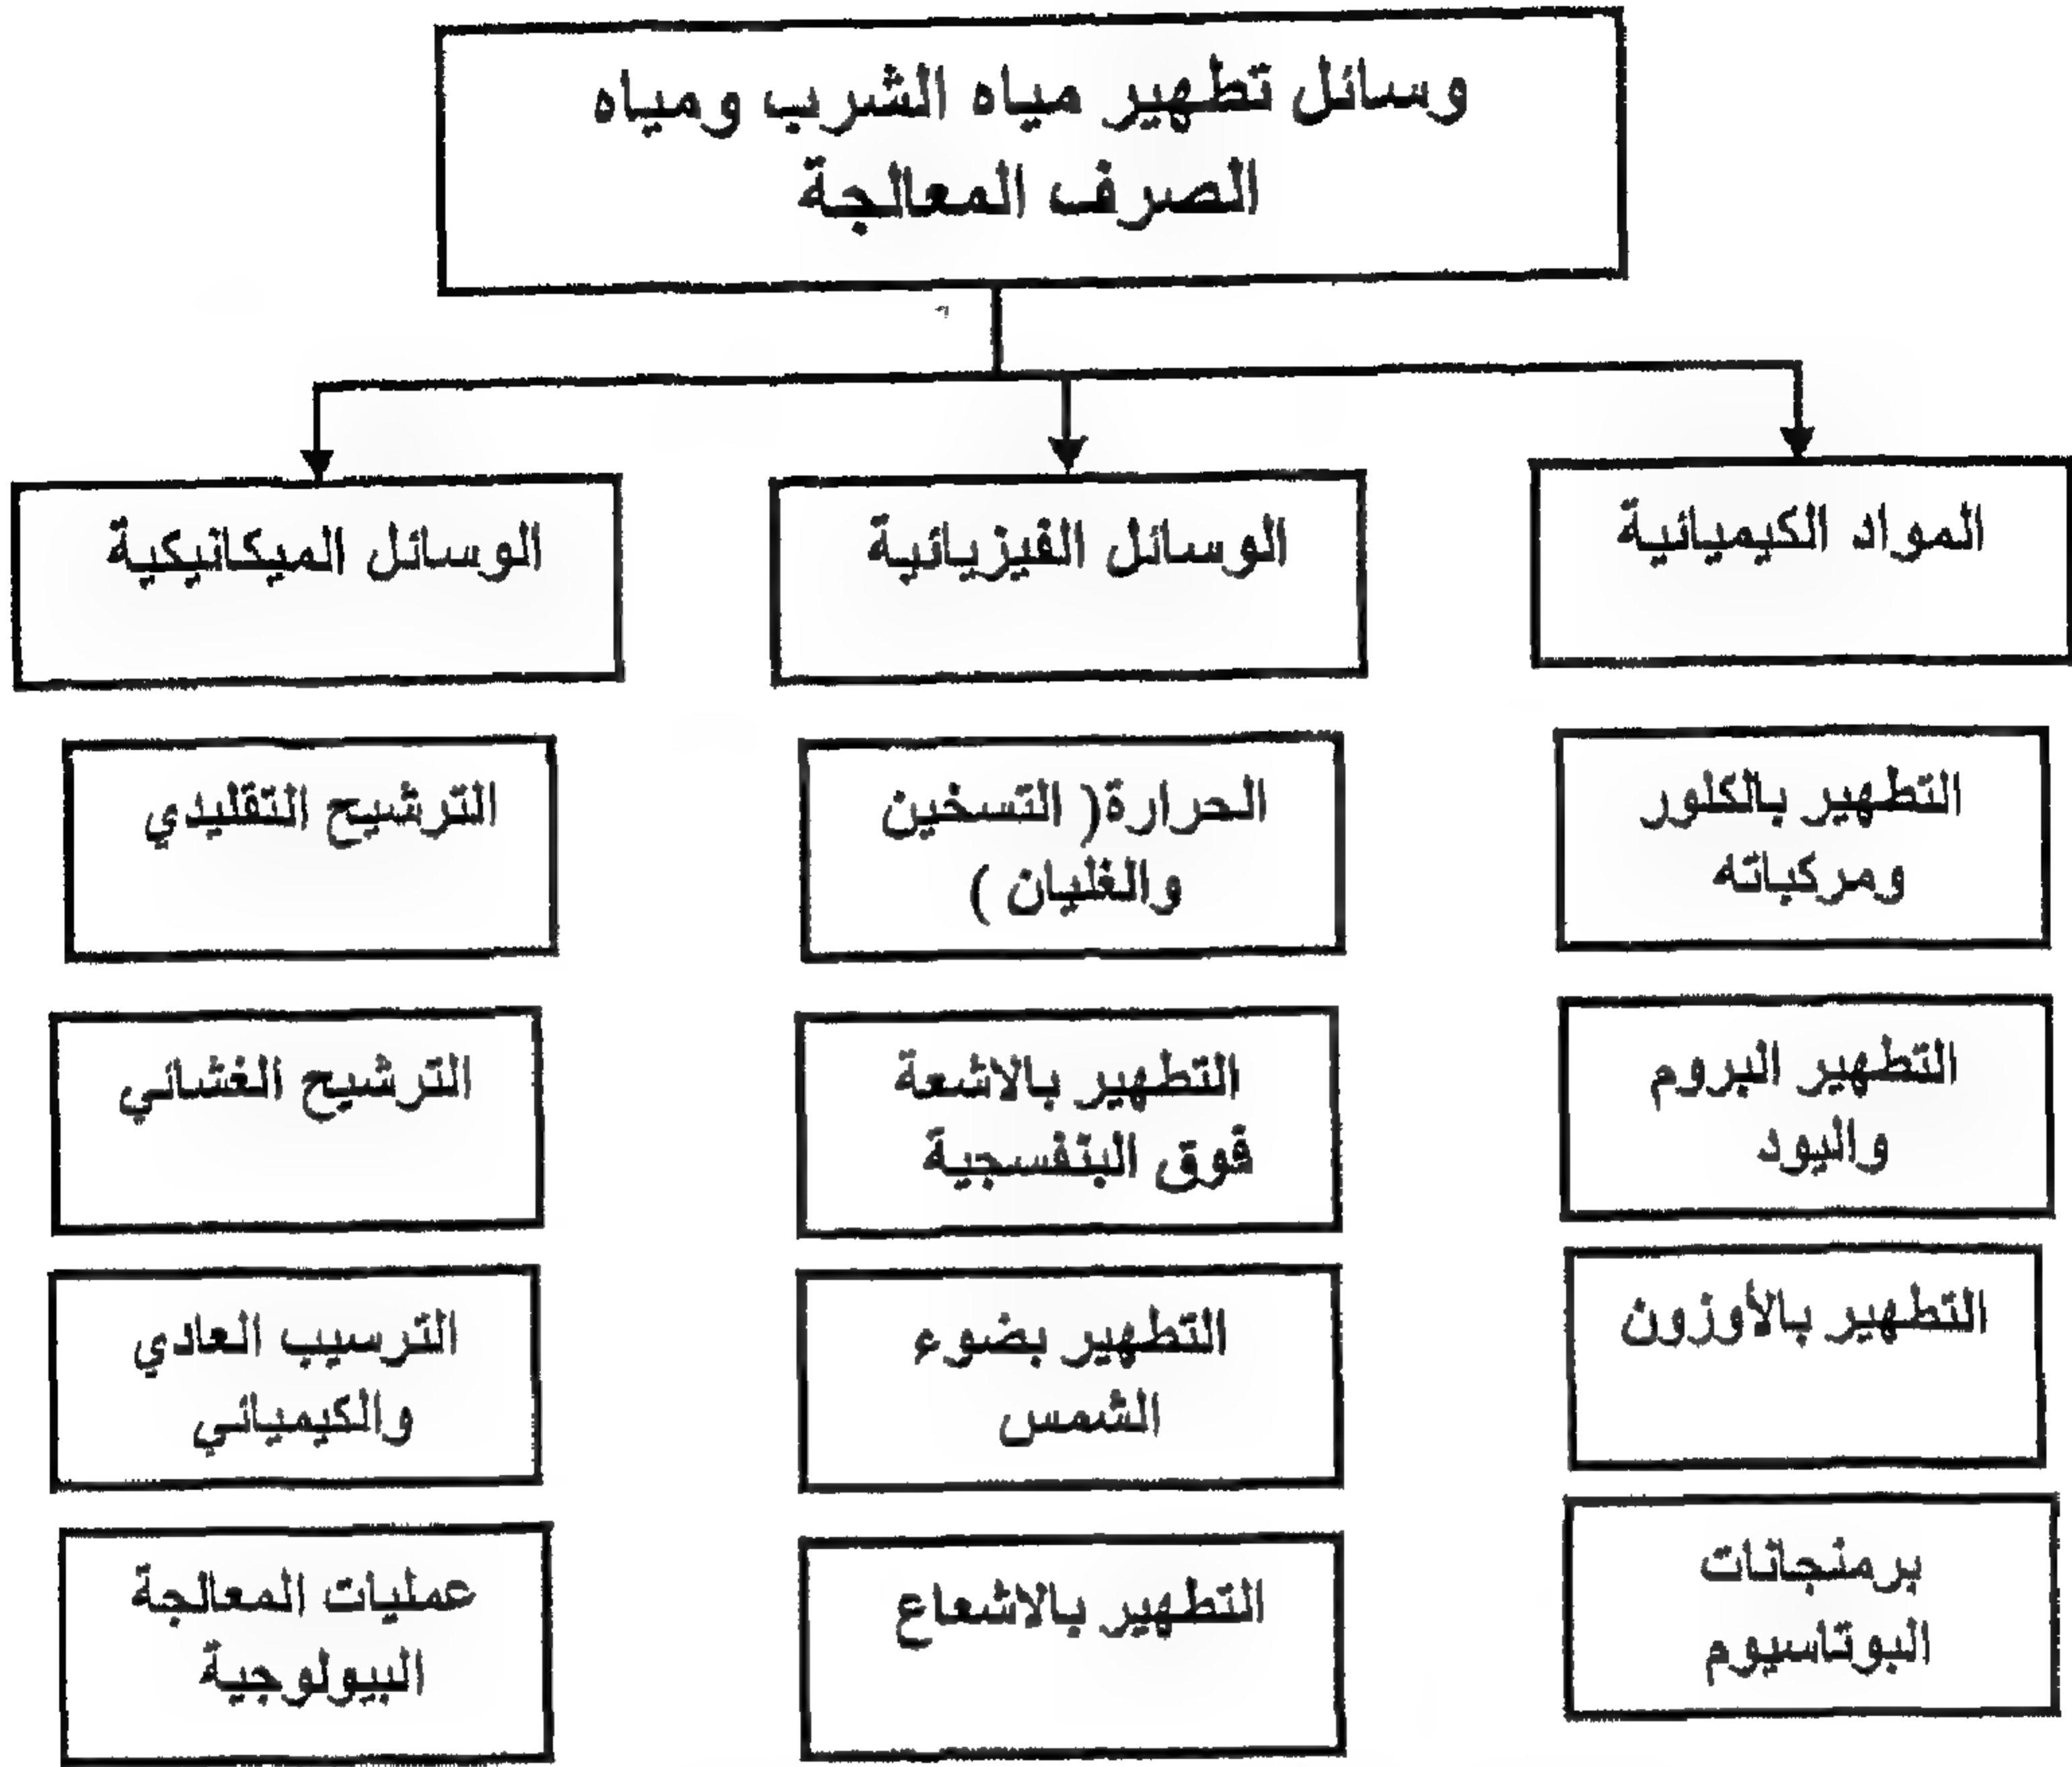 وسائل تطهير مياه الشرب ومياه
الصرف المعالجة
المواد الكيميائية
الوسائل الفيزيائية
الوسائل الميكانيكية
التطهير بالكلور
ومركباته
الحرارة( التسخين
والغليان )
الترشيح التقليدي
التطهير البروم
واليود
التطهير بالاشعة
فوق البنفسجية
الترشيح الغشائي
التطهير بالأوزون
التطهير بضوء
الشمس
الترسيب العادي
والكيميائي
برمنجانات
البوتاسيوم
التطهير بالاشعاع
عمليات المعالجة
البيولوجية